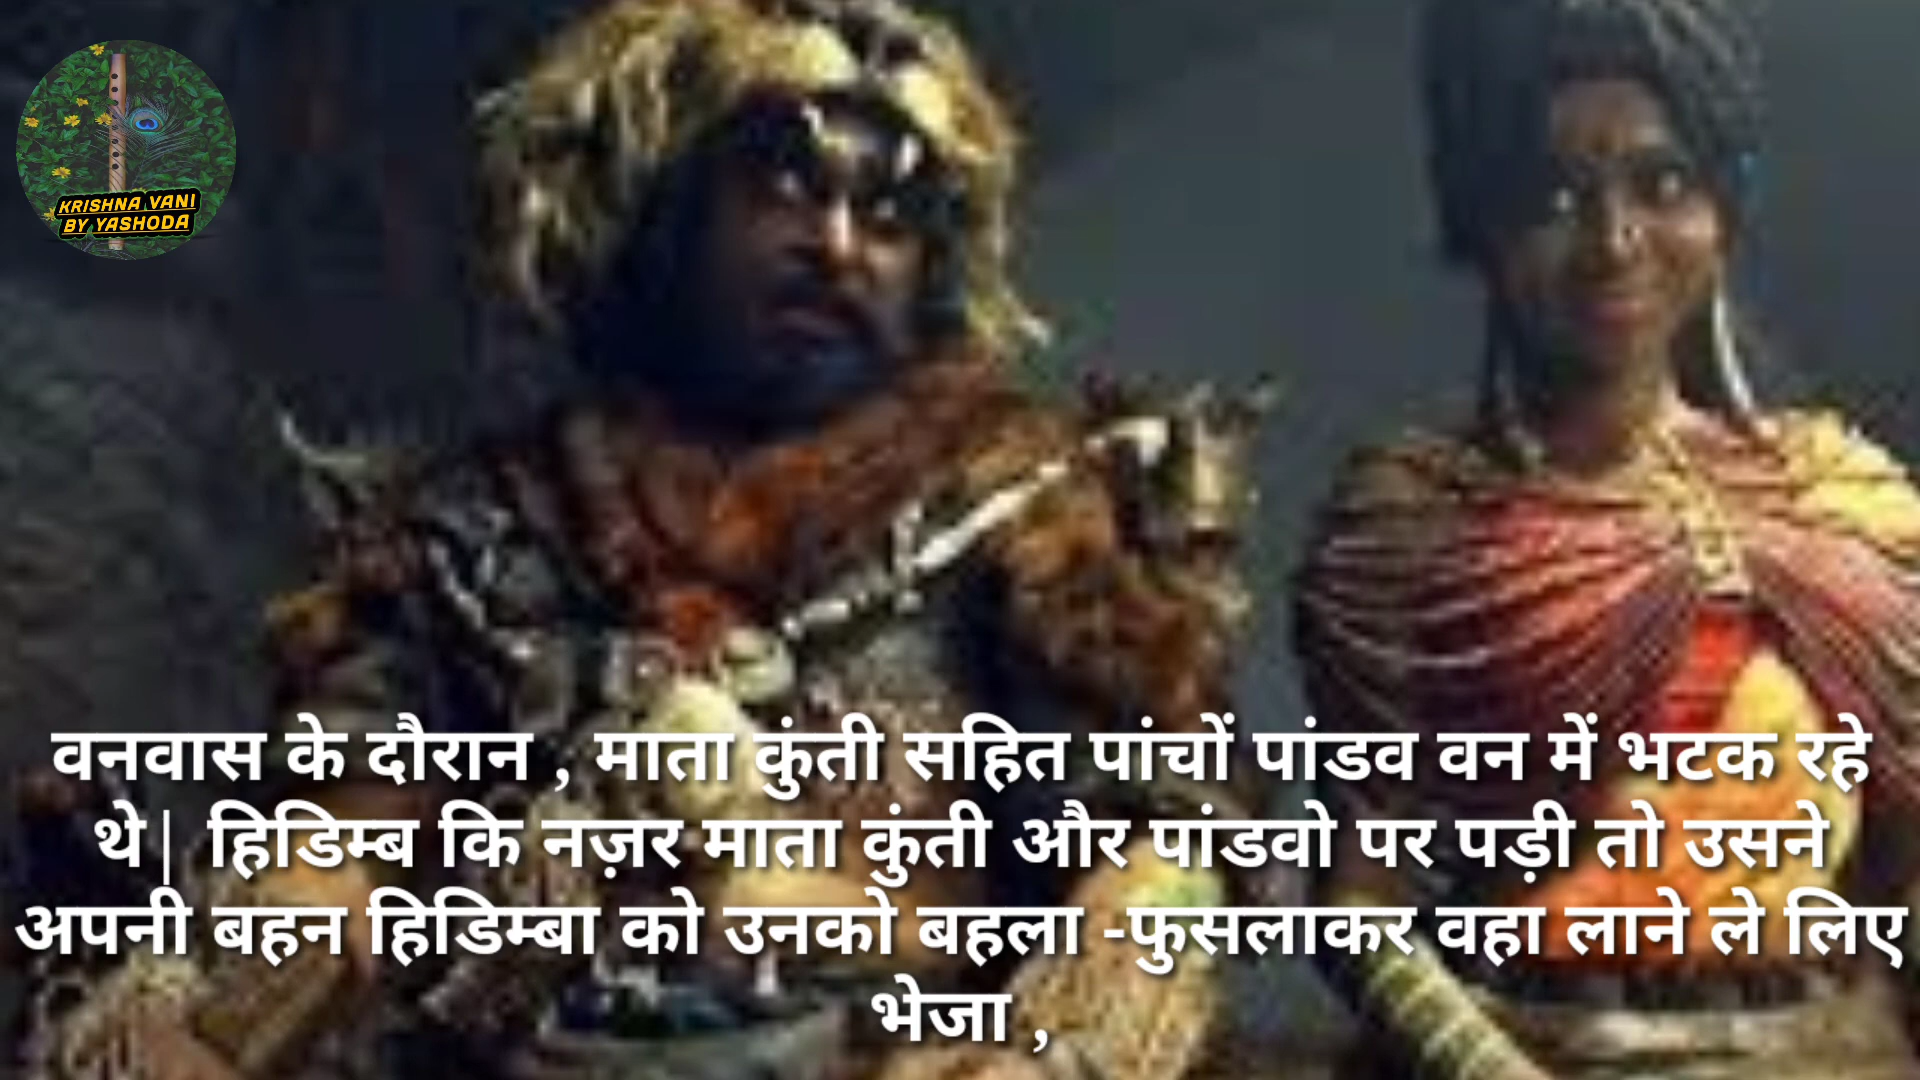 KRISHNA VANI
BY YASHODA
वनवास के दौरान , माता कुंती सहित पांचों पांडव वन में भटक रहे
थे| हिडिम्ब कि नज़र माता कुंती और पांडवो पर पड़ी तो उसने
अपनी बहन हिडिम्बा को उनको बहला -फुसलाकर वहा लाने ले लिए
भेजा ,